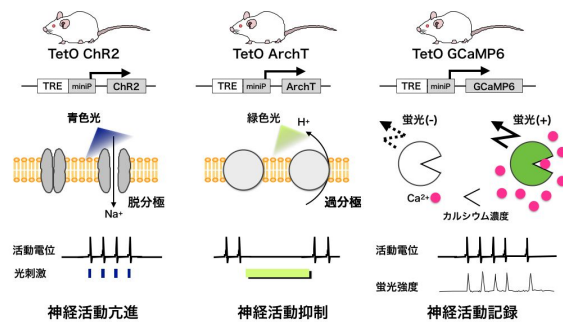 TetO ChR2
TRE miniP ChR2
青色光
脱分極
Na+
活動電位
光刺激
神経活動亢進
TetO ArchT
TRE miniP ArchT
緑色光
H+
過分極
神経活動抑制
TetO GCaMP6
TRE miniP GCaMP6
蛍光(-)
蛍光(+)
Ca2+
<
カルシウム濃度
活動電位
蛍光強度
神経活動記録